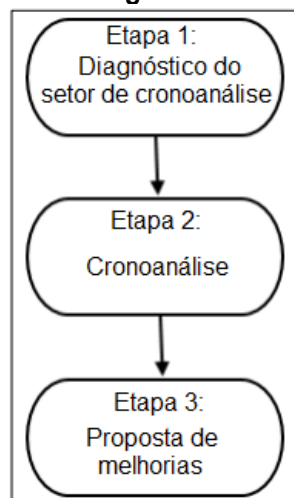 Etapa 1:
Diagnóstico do
setor de cronoanálise
Etapa 2:
Cronoanálise
Etapa 3:
Proposta de
melhorias